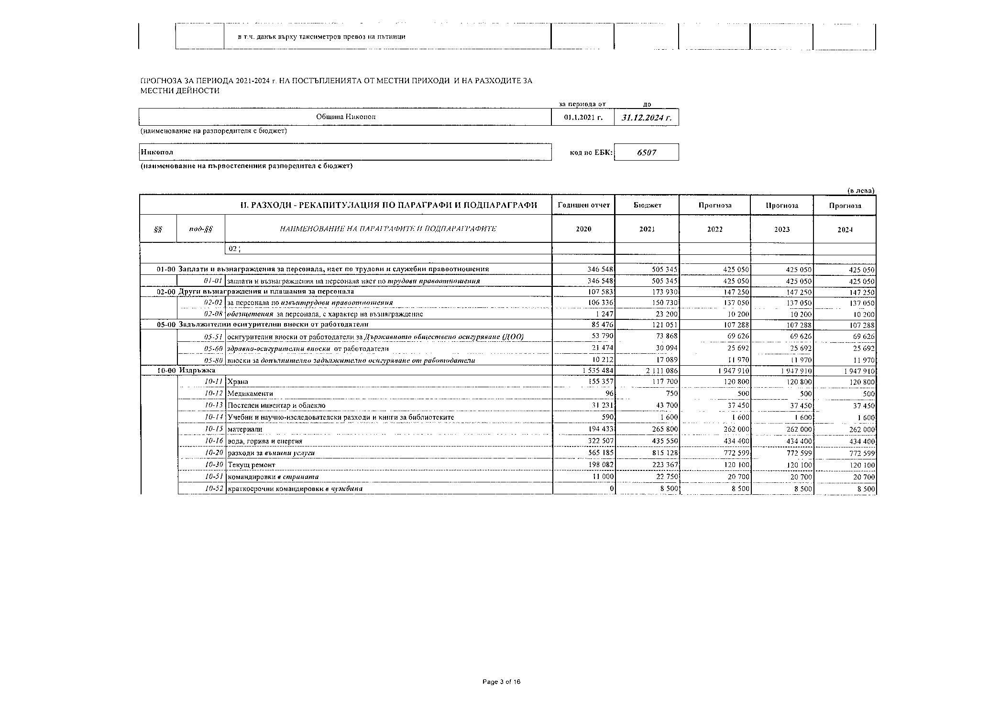 в т.ч. данък върху таксиметров превоз на пътници
ПРОГНОЗА ЗА ПЕРИОДА 2021-2024 г. НА ПОСТЪПЛЕНИЯТА ОТ МЕСТНИ ПРИХОДИ И НА РАЗХОДИТЕ ЗА
МЕСТНИ ДЕЙНОСТИ
за периода от до
Община Никопол 01.1.2021 г. 31.12.2024 г.
(наименование на разпоредителя с бюджет)
Никопол код по ЕБК: 6507
(наименование на първостепенния разпоредител с бюджет)
(в лева)
II. РАЗХОДИ - РЕКАПИТУЛАЦИЯ ПО ПАРАГРАФИ И ПОДПАРАГРАФИ Годишен отчет Бюджет Прогноза Прогноза Прогноза
§§ под-§§ НАИМЕНОВАНИЕ НА ПАРАГРАФИТЕ И ПОДПАРАГРАФИТЕ 2020 2021 2022 2023 2024
02 ¦
01-00 Заплати и възнаграждения за персонала, нает по трудови и служебни правоотношения 346 548 505 345 425 050 425 050 425 050
01-01 заплати и възнаграждения на персонала нает по трудови правоотношения 346 548 505 345 425 050 425 050 425 050
02-00 Други възнаграждения и плащания за персонала 107 583 173 930 147 250 147 250 147 250
02-02 за персонала по извънтрудови правоотношения 106 336 150 730 137 050 137 050 137 050
02-08 обезщетения за персонала, с характер на възнаграждение 1 247 23 200 10 200 10 200 10 200
05-00 Задължителни осигурителни вноски от работодатели 85 476 121 051 107 288 107 288 107 288
05-51 осигурителни вноски от работодатели за Държавното обществено осигуряване (ДОО) 53 790 73 868 69 626 69 626 69 626
05-60 здравно-осигурителни вноски от работодатели 21 474 30 094 25 692 25 692 25 692
05-80 вноски за допълнително задължително осигуряване от работодатели 10 212 17 089 11 970 11 970 11 970
10-00 Издръжка 1 535 484 2 111 086 1 947 910 1 947 910 1 947 910
10-11 Храна 155 357 117 700 120 800 120 800 120 800
10-12 Медикаменти 96 750 500 500 500
10-13 Постелен инвентар и облекло 31 231 43 700 37 450 37 450 37 450
10-14 Учебни и научно-изследователски разходи и книги за библиотеките 590 1 600 1 600 1 600 1 600
10-15 материали 194 433 265 800 262 000 262 000 262 000
10-16 вода, горива и енергия 322 507 435 550 434 400 434 400 434 400
10-20 разходи за външни услуги 565 185 815 128 772 599 772 599 772 599
10-30 Текущ ремонт 198 082 223 367 120 100 120 100 120 100
10-51 командировки в страната 11 000 22 750 20 700 20 700 20 700
10-52 краткосрочни командировки в чужбина 0 8 500 8 500 8 500 8 500
Page 3 of 16